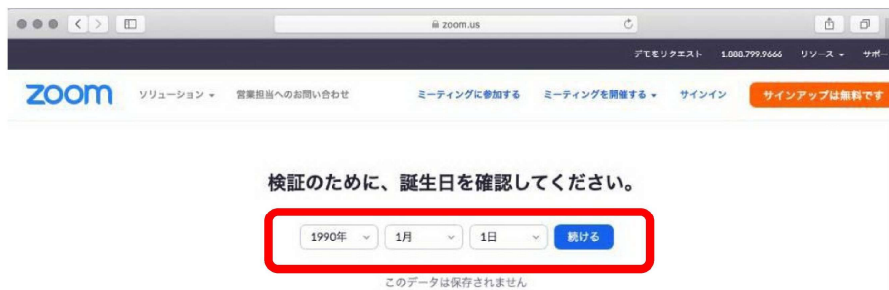 zoom.us
デモをリクエスト 1.888.799.9666 リソース サポー
zoom ソリューション 営業担当へのお問い合わせ ミーティングに参加する ミーティングを開催する サインイン サインアップは無料です
検証のために、誕生日を確認してください。
1990年 1月 1日 続ける
このデータは保存されません